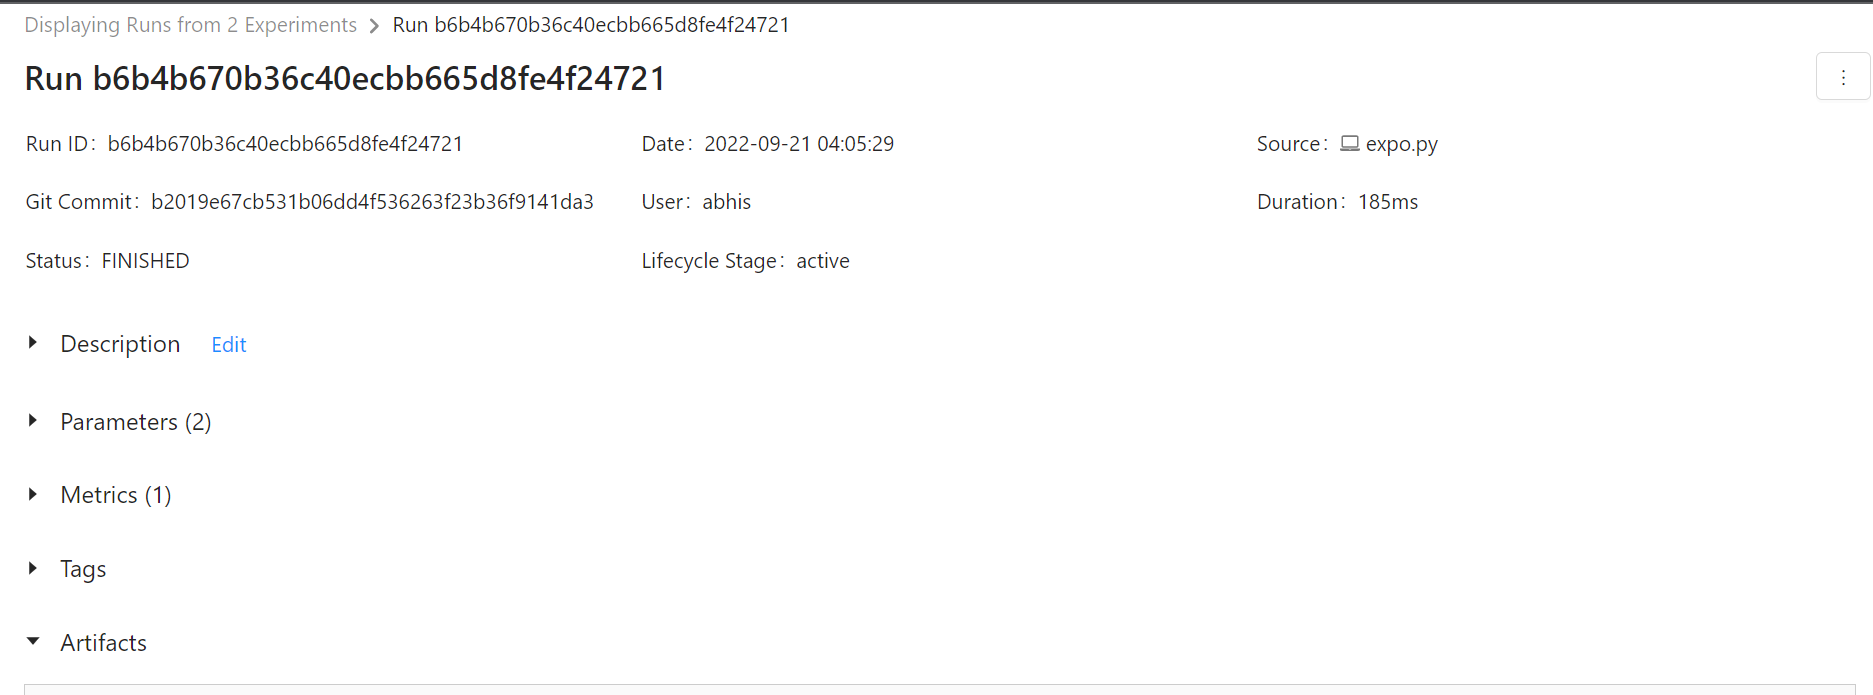 Displaying Runs from 2 Experiments > Run b6b4b670b36c40ecbb665d8fe4f24721
Run b6b4b670b36c40ecbb665d8fe4f24721
Run ID: b6b4b670b36c40ecbb665d8fe4f24721 Date: 2022-09-21 04:05:29 Source: expo.py
Git Commit: b2019e67cb531b06dd4f536263f23b36f9141da3 User: abhis Duration: 185ms
Status: FINISHED Lifecycle Stage: active
Description Edit
Parameters (2)
Metrics (1)
Tags
Artifacts